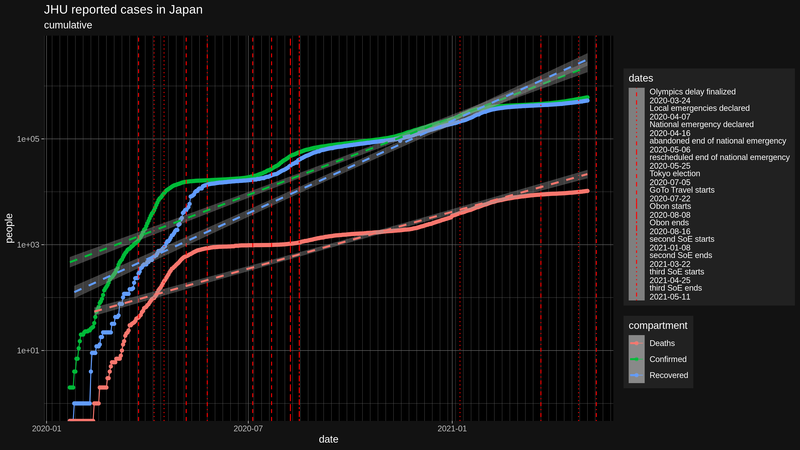 JHU reported cases in Japan
cumulative
1e+05
1e+03
1e+01
people
2020-01
2020-07
2021-01
date
dates
Olympics delay finalized
2020-03-24
Local emergencies declared
2020-04-07
National emergency declared
2020-04-16
abandoned end of national emergency
2020-05-06
rescheduled end of national emergency
2020-05-25
Tokyo election
2020-07-05
GoTo Travel starts
2020-07-22
Obon starts
2020-08-08
Obon ends
2020-08-16
second SoE starts
2021-01-08
second SoE ends
2021-03-22
third SoE starts
2021-04-25
third SoE ends
2021-05-11
compartment
Deaths
Confirmed
Recovered